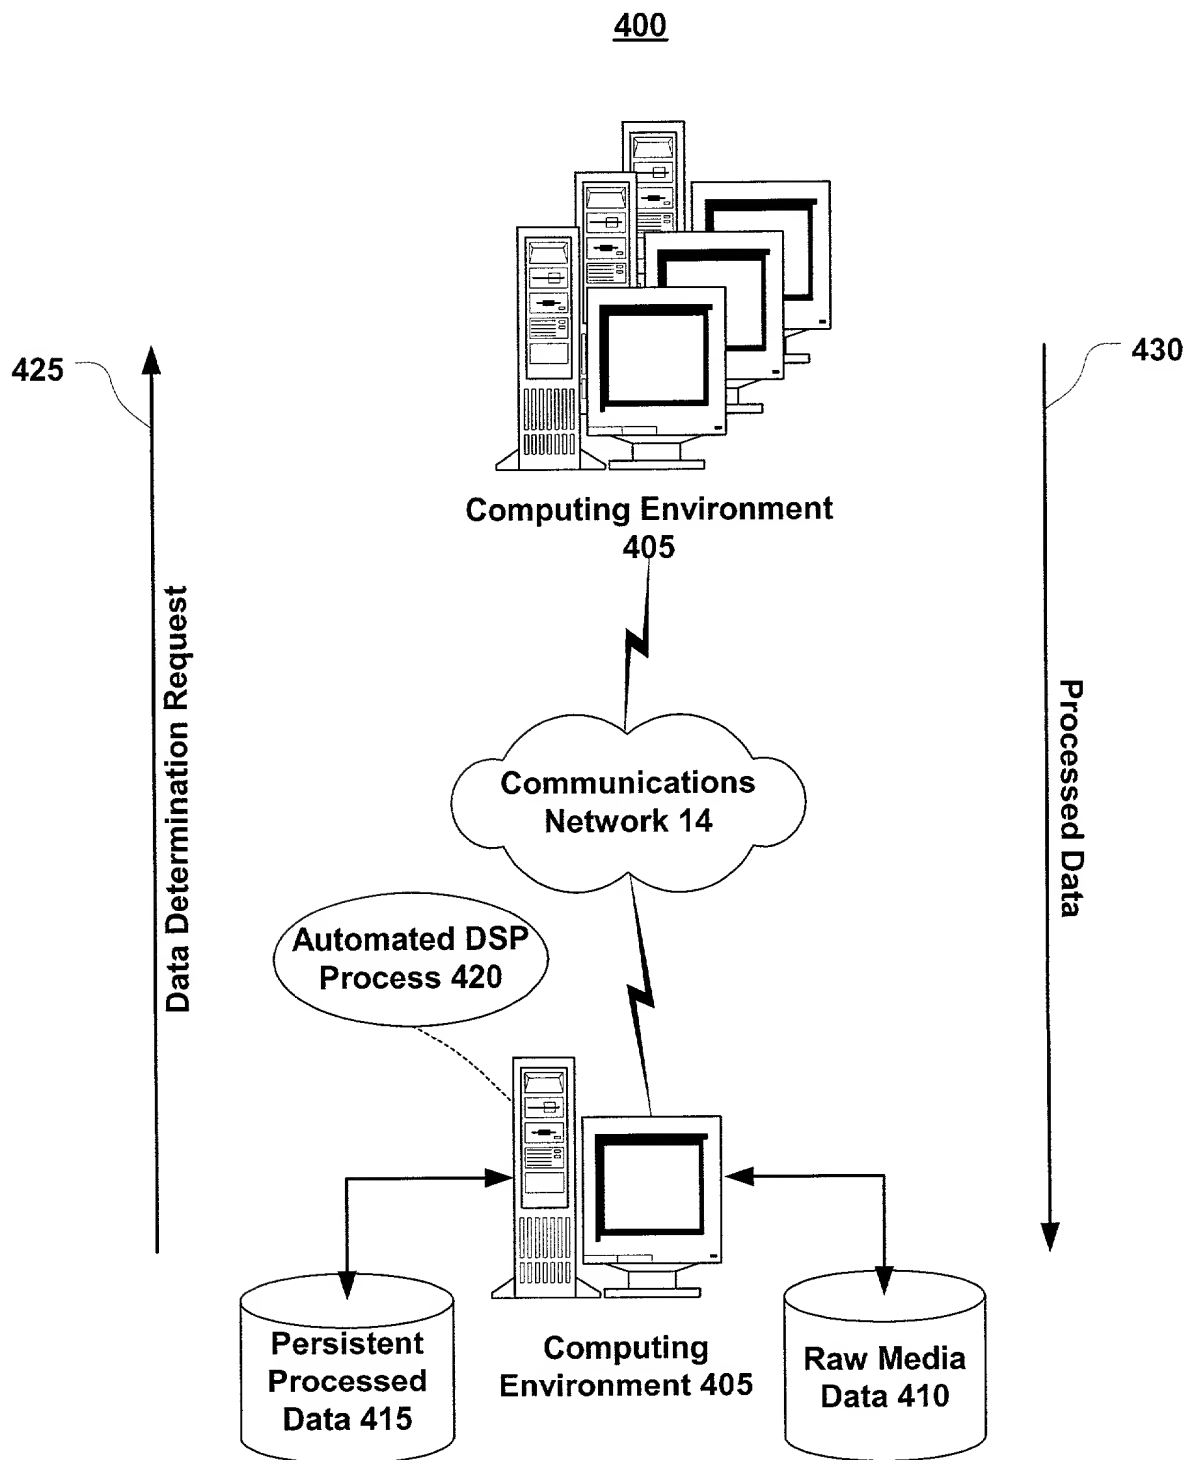 400
425
430
Computing Environment
405
Data Determination Request
Processed Data
Communications
Network 14
Automated DSP
Process 420
Persistent
Processed
Data 415
Computing
Environment 405
Raw Media
Data 410